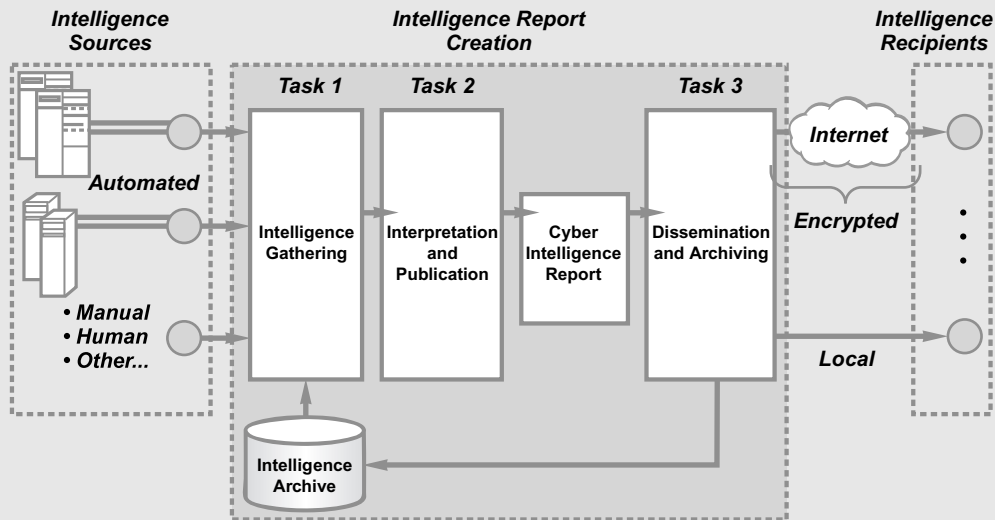 Intelligence
Sources
Intelligence Report
Creation
Intelligence
Recipients
Task 1
Task 2
Task 3
Automated
• Manual
• Human
• Other...
Intelligence
Gathering
Interpretation
and
Publication
Cyber
Intelligence
Report
Dissemination
and Archiving
Internet
Encrypted
Local
Intelligence
Archive